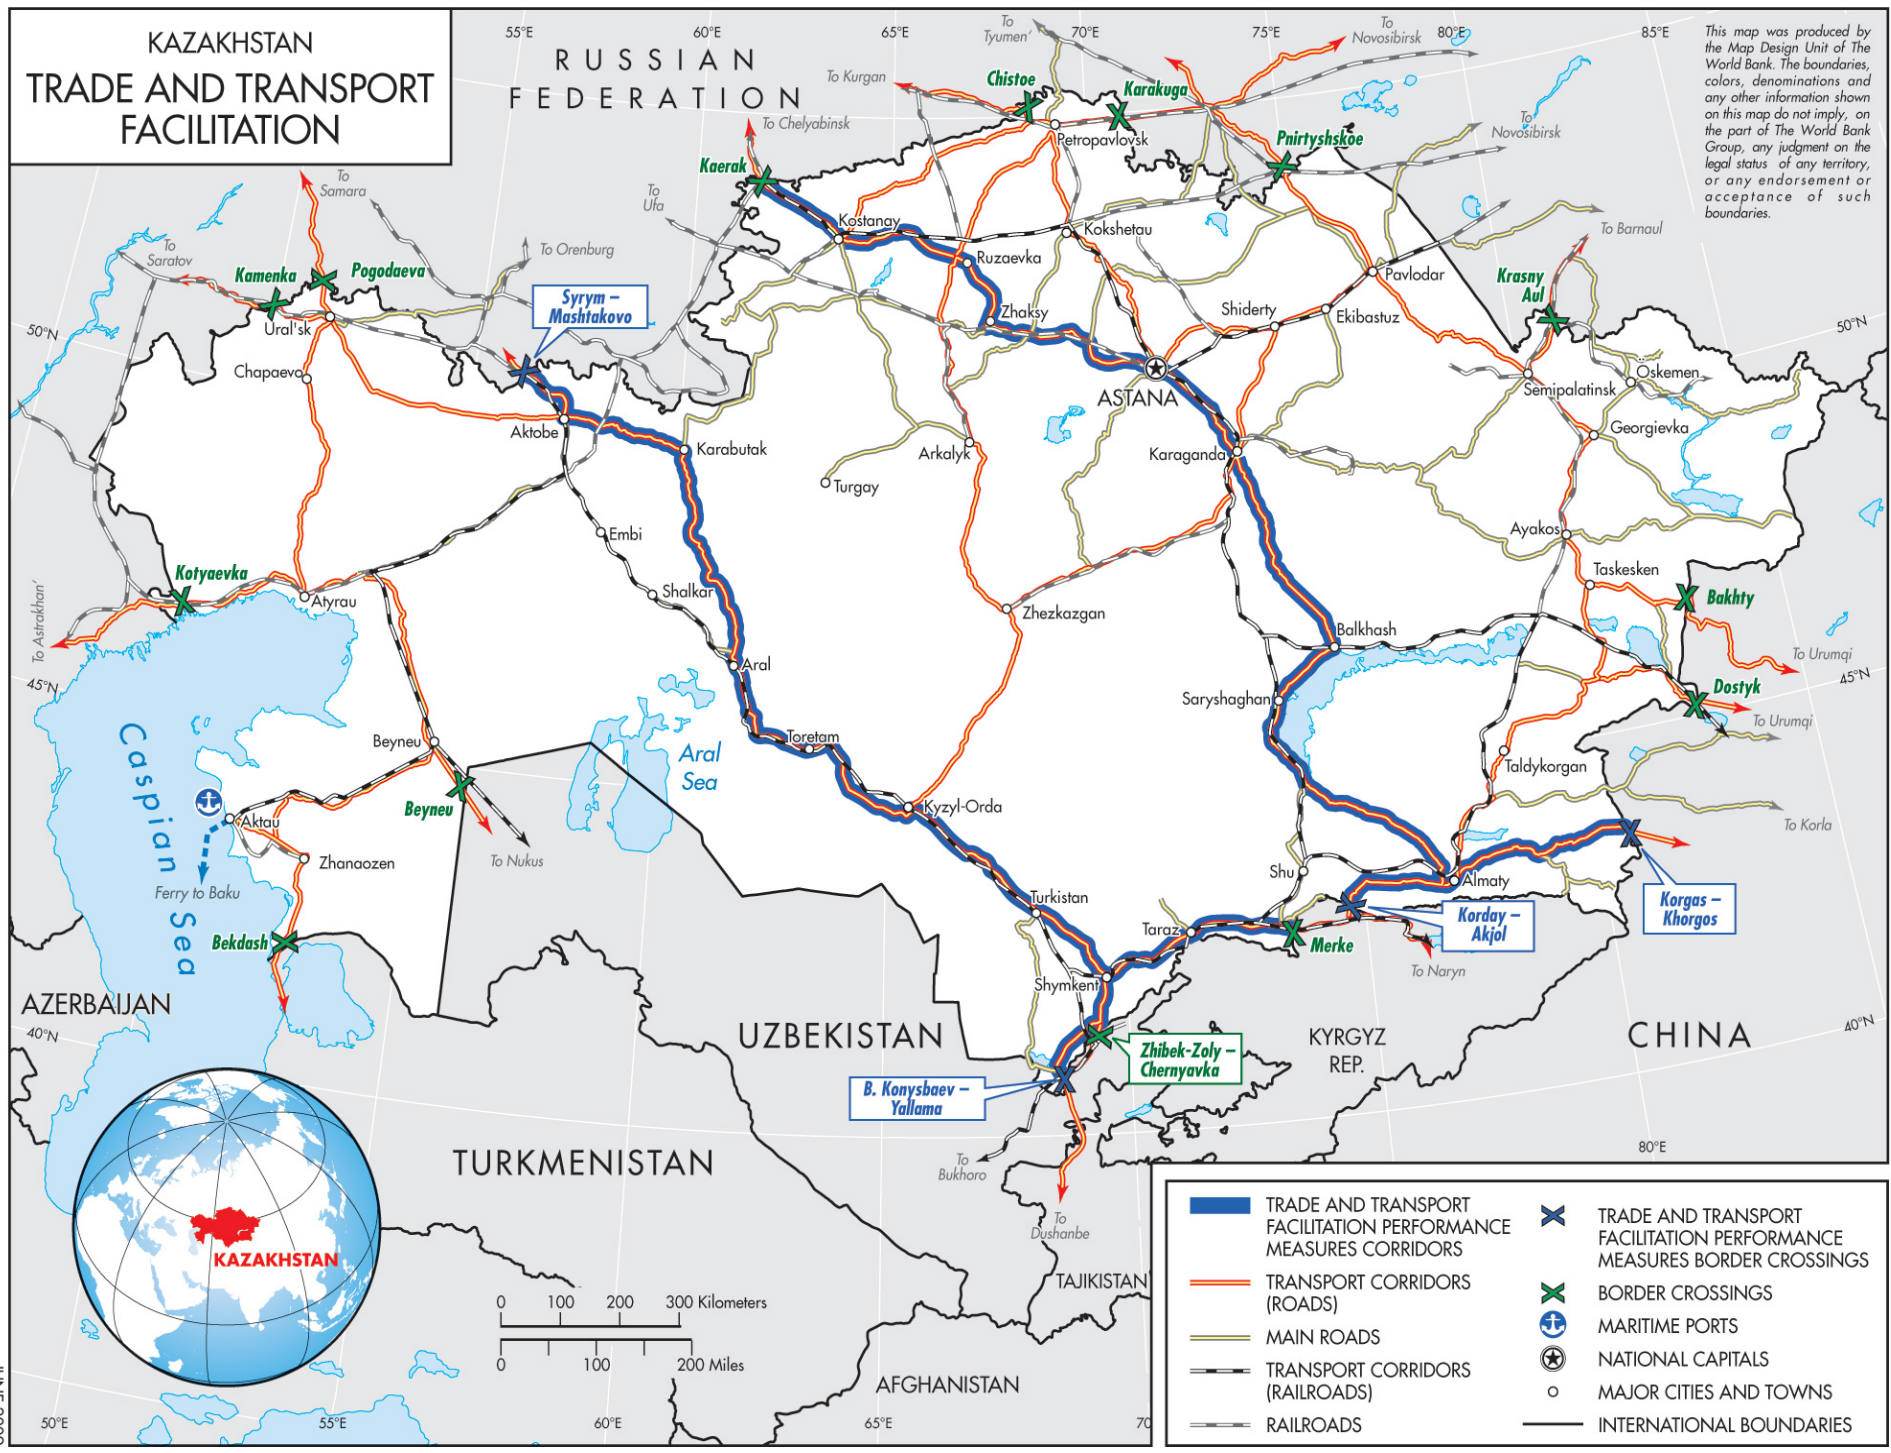 KAZAKHSTAN
TRADE AND TRANSPORT
FACILITATION
This map was produced by
the Map Design Unit of The
World Bank. The boundaries,
colors, denominations and
any other information shown
on this map do not imply, on
the part of The World Bank
Group, any judgment on the
legal status of any territory,
or any endorsement or
acceptance of such
boundaries.
55°E
60°E
65°E
70°E
75°E
80°E
85°E
RUSSIAN
FEDERATION
To
Tyumen'
To
Novosibirsk
To Kurgan
Chistoe
Karakuga
To Chelyabinsk
Petropavlovsk
Pnirtyshskoe
To
Novosibirsk
Kaerak
To
Samara
To
Ufa
Kostanay
Kokshetau
To Barnaul
To
Saratov
To Orenburg
Kamenka
Pogodaeva
Ruzaevka
Pavlodar
Krasny
Aul
Syrym –
Mashtakovo
Zhaksy
Shiderty
Ekibastuz
50°N
50°N
Ural'sk
Chapaevo
ASTANA
Semipalatinsk
Öskemen
Aktobe
Karabutak
Arkalyk
Karaganda
Georgievka
Turgay
Embi
Ayakos
Kotyaevka
Shalkar
Taskesken
Bakhty
Atyrau
Zhezkazgan
Balkhash
To Astrakhan'
To Urumqi
45°N
45°N
Aral
Saryshaghan
Dostyk
To Urumqi
Caspian Sea
Beyneu
Toretam
Aral
Sea
Taldykorgan
Beyneu
Kyzyl-Orda
To Korla
Aktau
To Nukus
Zhanaozen
Ferry to Baku
Shu
Almaty
Turkistan
Korgas –
Khorgos
Korday –
Akjol
Bekdash
Taraz
Merke
To Naryn
Shymkent
AZERBAIJAN
40°N
40°N
UZBEKISTAN
KYRGYZ
REP.
CHINA
Zhibek-Zoly –
Chernyavka
B. Konysbaev –
Yallama
80°E
TURKMENISTAN
To
Bukhoro
To
Dushanbe
KAZAKHSTAN
TAJIKISTAN
AFGHANISTAN
0 100 200 300 Kilometers
0 100 200 Miles
50°E
55°E
60°E
65°E
70
TRADE AND TRANSPORT
FACILITATION PERFORMANCE
MEASURES CORRIDORS
TRANSPORT CORRIDORS
(ROADS)
MAIN ROADS
TRANSPORT CORRIDORS
(RAILROADS)
RAILROADS
TRADE AND TRANSPORT
FACILITATION PERFORMANCE
MEASURES BORDER CROSSINGS
BORDER CROSSINGS
MARITIME PORTS
NATIONAL CAPITALS
MAJOR CITIES AND TOWNS
INTERNATIONAL BOUNDARIES